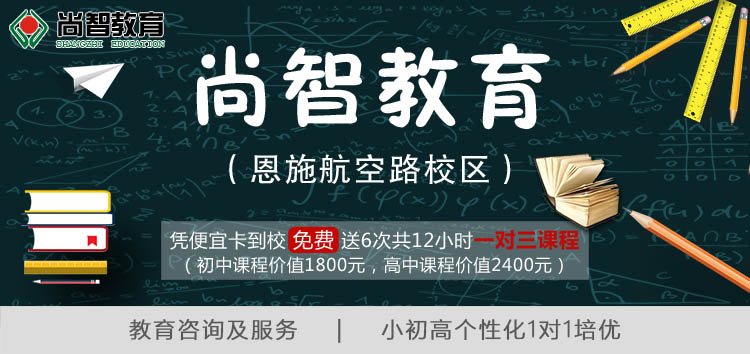 尚智教育
SHANGZHI EDUCATION
尚智教育
（恩施航空路校区）
凭便宜卡到校 免费 送6次共12小时一对三课程
（初中课程价值1800元，高中课程价值2400元）
教育咨询及服务 | 小初高个性化1对1培优